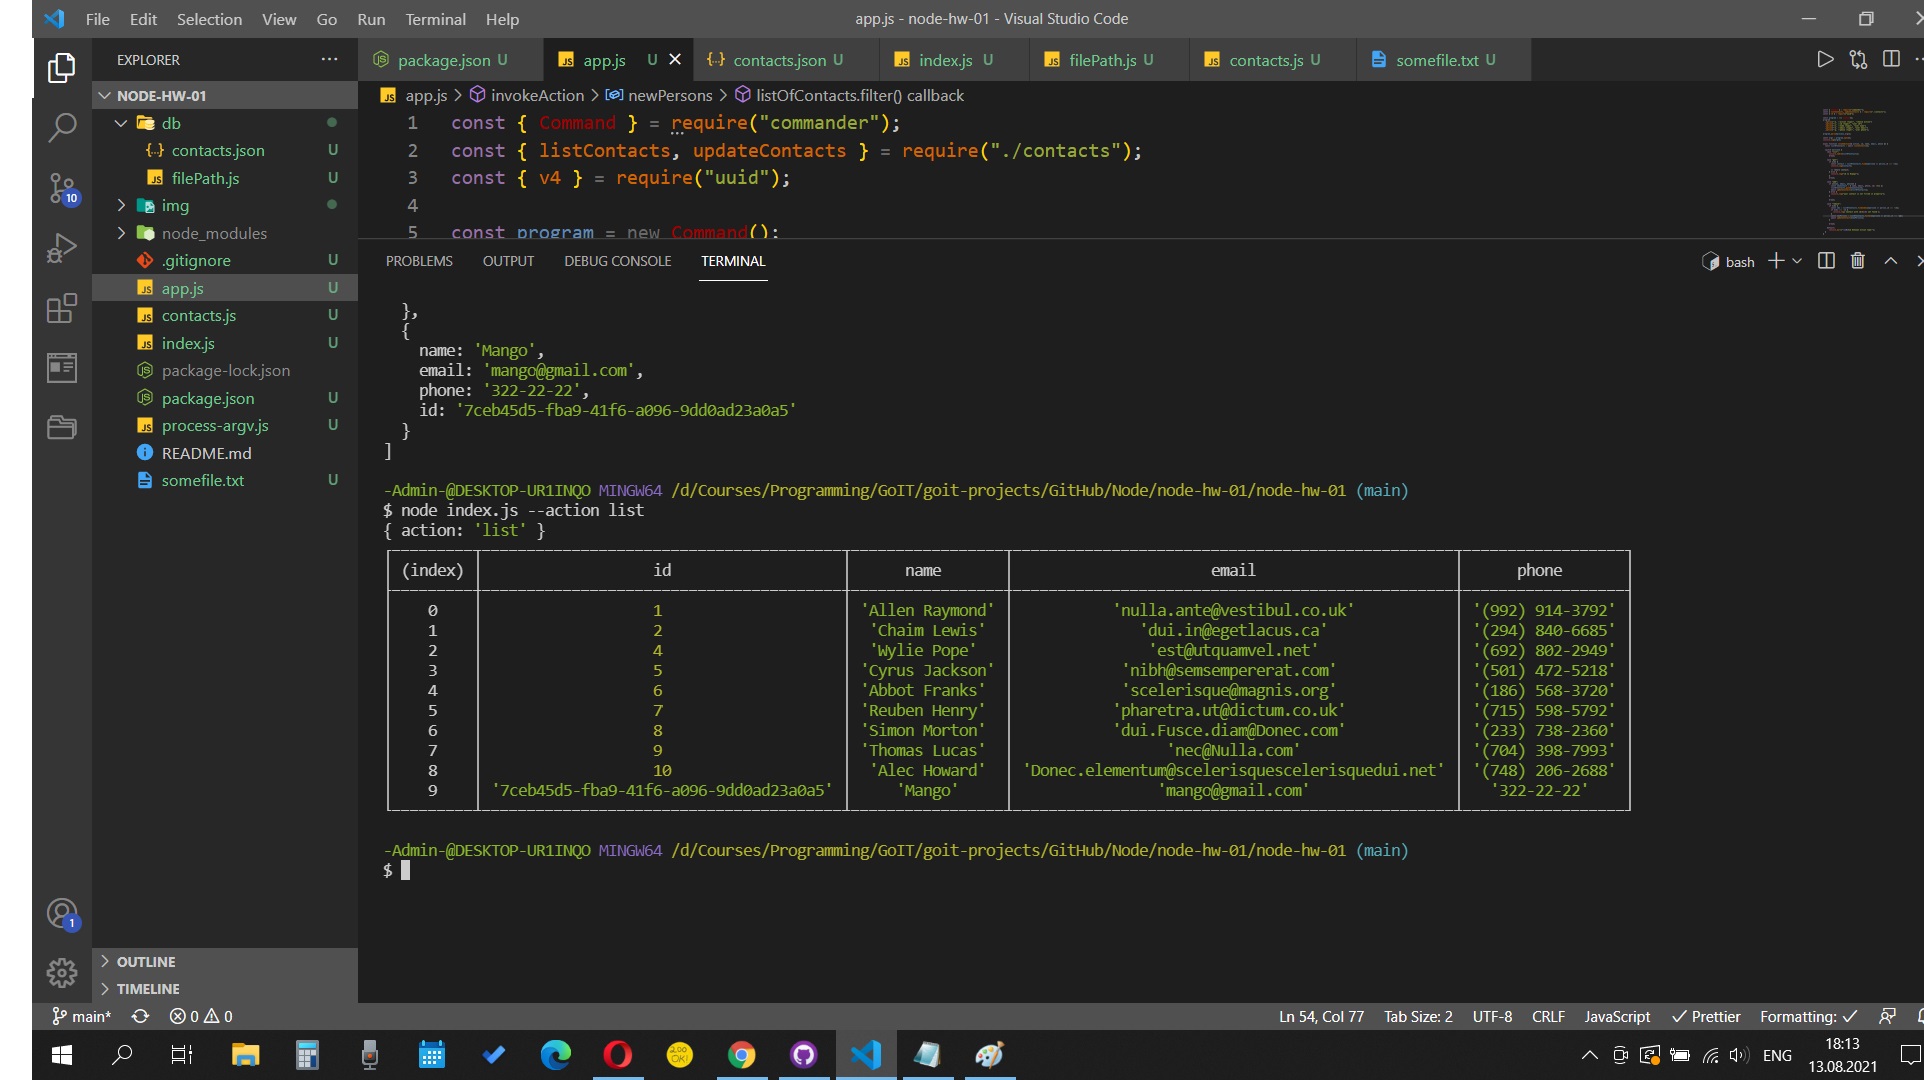 File Edit Selection View Go Run Terminal Help
app.js - node-hw-01 - Visual Studio Code
EXPLORER
package.json U
app.js U
contacts.json U
index.js U
filePath.js U
contacts.js U
somefile.txt U
NODE-HW-01
db
contacts.json U
filePath.js U
img
node_modules
.gitignore U
app.js U
contacts.js U
index.js U
package-lock.json
package.json U
process-argv.js U
README.md
somefile.txt U
OUTLINE
TIMELINE
10
1
app.js > invokeAction > newPersons > listOfContacts.filter() callback
1 const { Command } = require("commander");
2 const { listContacts, updateContacts } = require("./contacts");
3 const { v4 } = require("uuid");
4
5 const program = new Command();
PROBLEMS OUTPUT DEBUG CONSOLE TERMINAL
bash
},
{
name: 'Mango',
email: 'mango@gmail.com',
phone: '322-22-22',
id: '7ceb45d5-fba9-41f6-a096-9dd0ad23a0a5'
}
]
-Admin-@DESKTOP-UR1INQO MINGW64 /d/Courses/Programming/GoIT/goit-projects/GitHub/Node/node-hw-01/node-hw-01 (main)
$ node index.js --action list
{ action: 'list' }
(index) id name email phone
0 1 'Allen Raymond' 'nulla.ante@vestibul.co.uk' '(992) 914-3792'
1 2 'Chaim Lewis' 'dui.in@egetlacus.ca' '(294) 840-6685'
2 4 'Wylie Pope' 'est@utquamvel.net' '(692) 802-2949'
3 5 'Cyrus Jackson' 'nibh@semsempererat.com' '(501) 472-5218'
4 6 'Abbot Franks' 'scelerisque@magnis.org' '(186) 568-3720'
5 7 'Reuben Henry' 'pharetra.ut@dictum.co.uk' '(715) 598-5792'
6 8 'Simon Morton' 'dui.Fusce.diam@Donec.com' '(233) 738-2360'
7 9 'Thomas Lucas' 'nec@Nulla.com' '(704) 398-7993'
8 10 'Alec Howard' 'Donec.elementum@scelerisquescelerisquedui.net' '(748) 206-2688'
9 '7ceb45d5-fba9-41f6-a096-9dd0ad23a0a5' 'Mango' 'mango@gmail.com' '322-22-22'
-Admin-@DESKTOP-UR1INQO MINGW64 /d/Courses/Programming/GoIT/goit-projects/GitHub/Node/node-hw-01/node-hw-01 (main)
$
main* 0 0
Ln 54, Col 77 Tab Size: 2 UTF-8 CRLF JavaScript Prettier Formatting:
ENG
18:13
13.08.2021